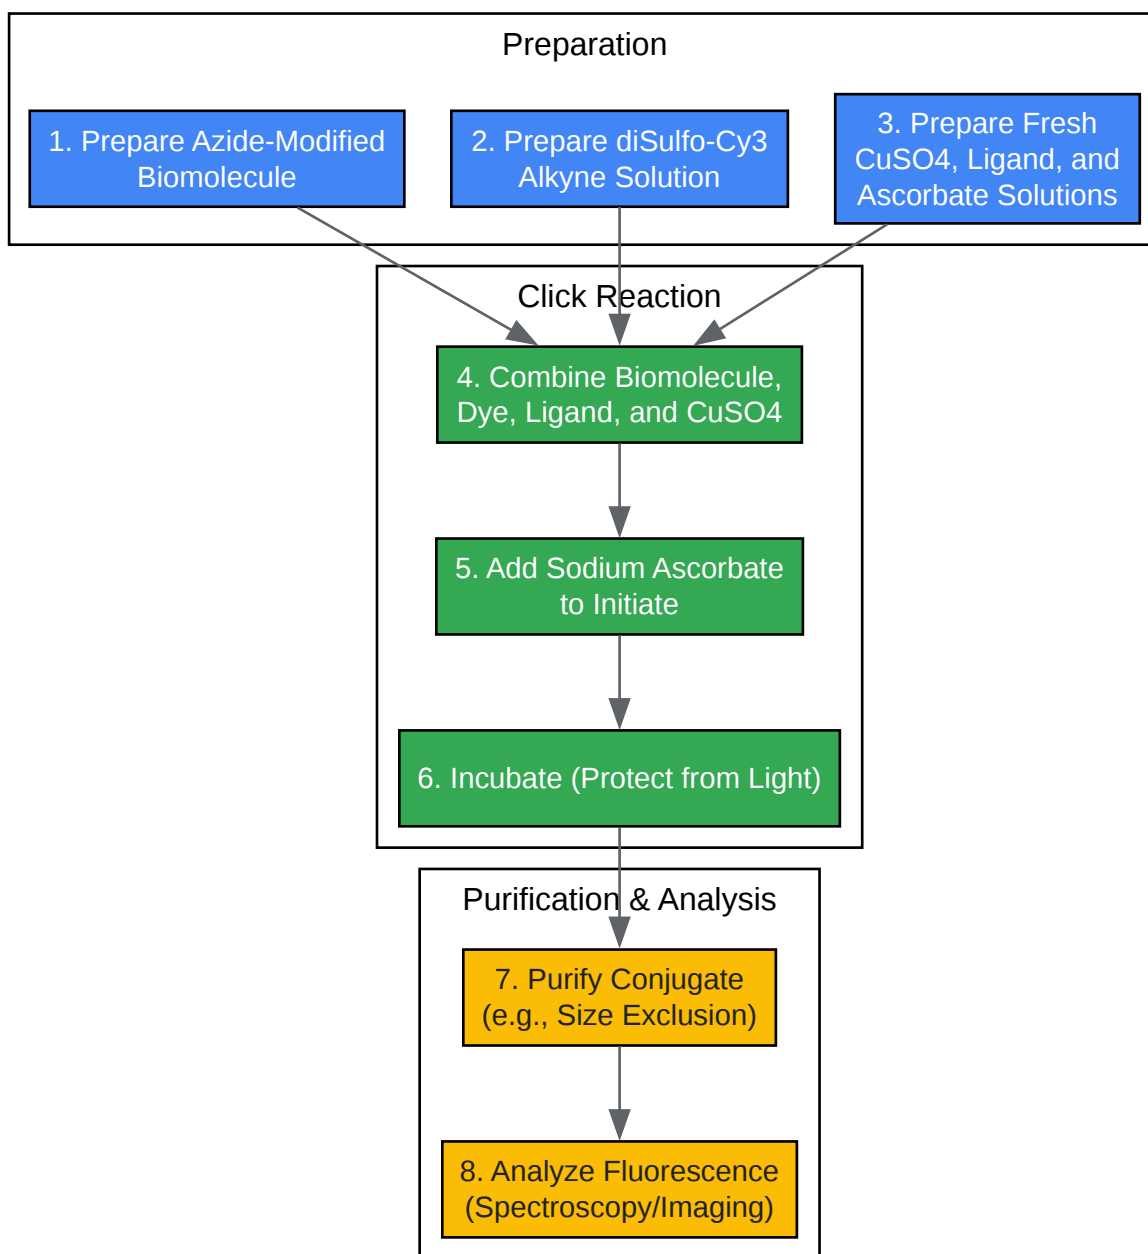 Preparation
1. Prepare Azide-Modified
Biomolecule
2. Prepare diSulfo-Cy3
Alkyne Solution
3. Prepare Fresh
CuSO4, Ligand, and
Ascorbate Solutions
Click Reaction
4. Combine Biomolecule,
Dye, Ligand, and CuSO4
5. Add Sodium Ascorbate
to Initiate
6. Incubate (Protect from Light)
Purification & Analysis
7. Purify Conjugate
(e.g., Size Exclusion)
8. Analyze Fluorescence
(Spectroscopy/Imaging)